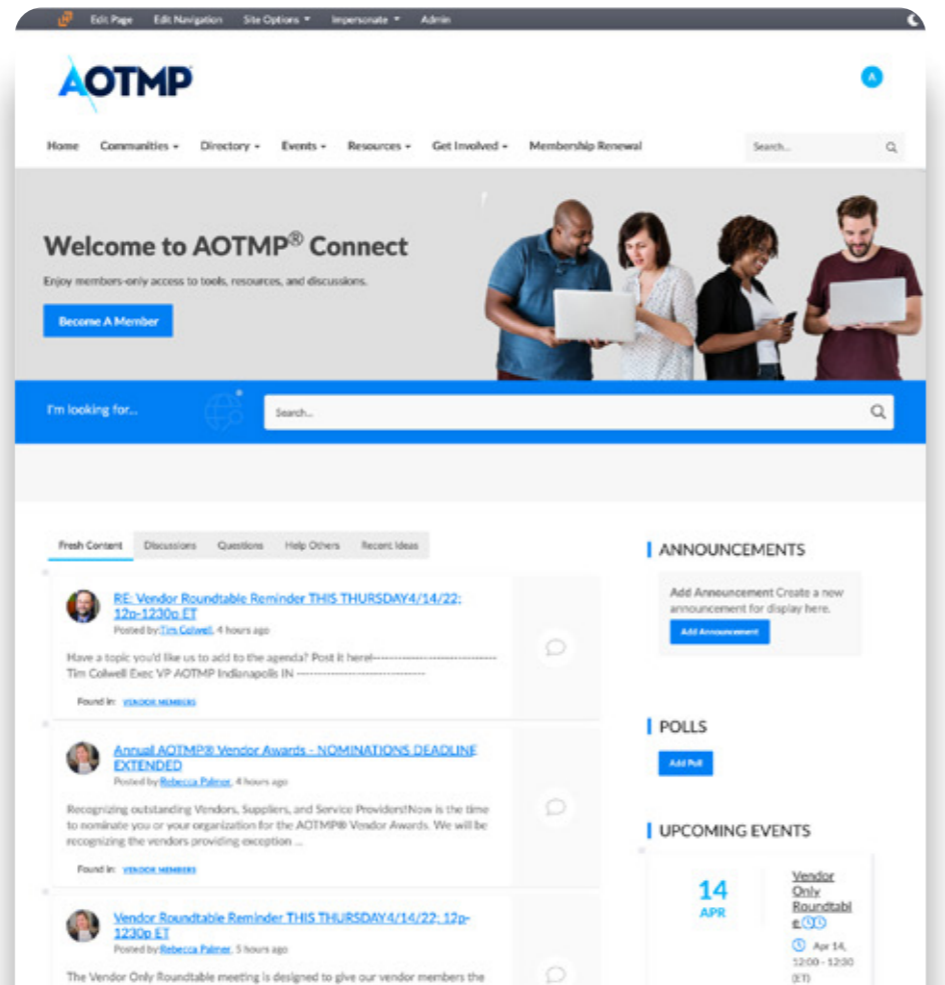 Edit Page Edit Navigation Site Options Impersonate Admin
AOTMP
A
Home Communities Directory Events Resources Get Involved Membership Renewal Search...
Welcome to AOTMP® Connect
Enjoy members-only access to tools, resources, and discussions.
Become A Member
I'm looking for... Search...
Fresh Content Discussions Questions Help Others Recent Ideas
RE: Vendor Roundtable Reminder THIS THURSDAY4/14/22; 12p-1230p ET
Posted by:Tim Colwell, 4 hours ago
Have a topic you'd like us to add to the agenda? Post it here!------------------------------
Tim Colwell Exec VP AOTMP Indianapolis IN ------------------------------
Found in: VENDOR MEMBERS
Annual AOTMP® Vendor Awards - NOMINATIONS DEADLINE
EXTENDED
Posted by:Rebecca Palmer, 4 hours ago
Recognizing outstanding Vendors, Suppliers, and Service Providers!Now is the time
to nominate you or your organization for the AOTMP® Vendor Awards. We will be
recognizing the vendors providing exception ...
Found in: VENDOR MEMBERS
Vendor Roundtable Reminder THIS THURSDAY4/14/22; 12p-
1230p ET
Posted by:Rebecca Palmer, 5 hours ago
The Vendor Only Roundtable meeting is designed to give our vendor members the
ANNOUNCEMENTS
Add Announcement Create a new
announcement for display here.
Add Announcement
POLLS
Add Poll
UPCOMING EVENTS
14
APR
Vendor
Only
Roundtabl
e
Apr 14,
12:00 - 12:30
(ET)